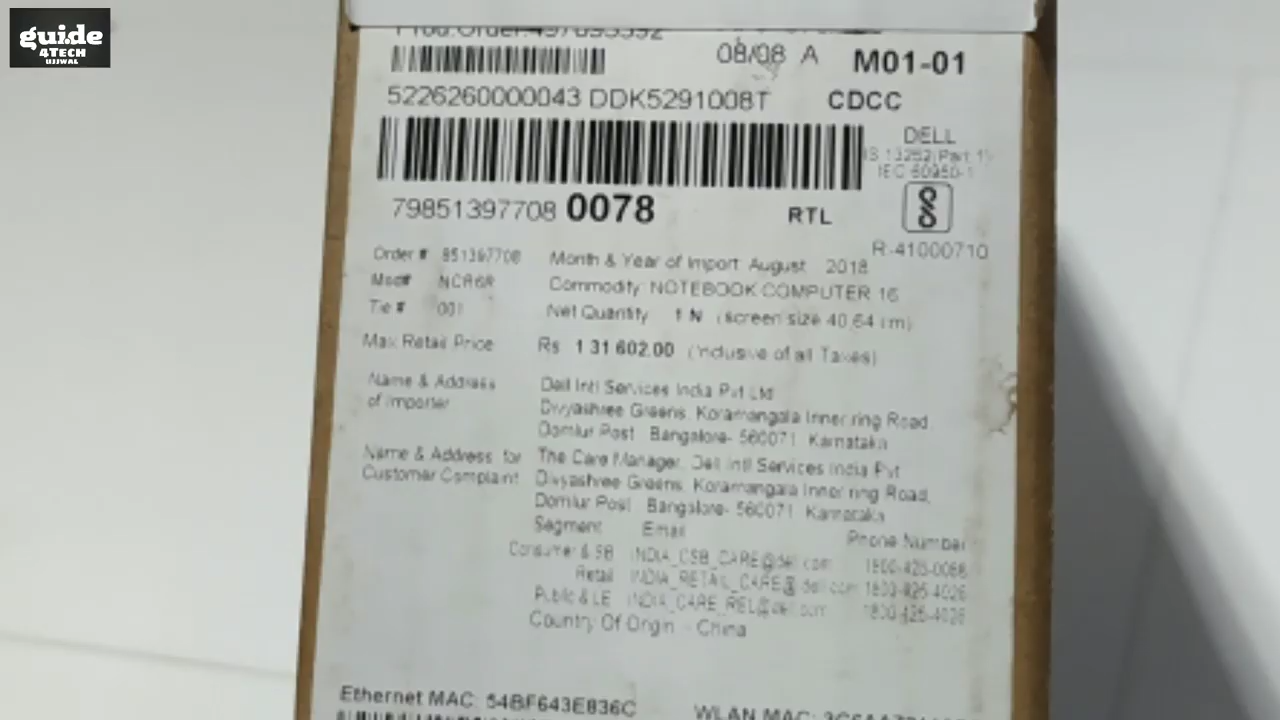 guide
4TECH
UJJWAL
Prod.Order:497095592
08/08 A M01-01
5226260000043 DDK5291008T CDCC
DELL
IS 13252(Part 1)
IEC 60950-1
79851397708 0078 RTL
R-41000710
Order # 851397708 Month & Year of Import August 2018
Mod# NCR6R Commodity: NOTEBOOK COMPUTER 16
Tie # 001 Net Quantity 1 N (screen size 40.64 cm)
Max Retail Price Rs 1 31 602.00 (Inclusive of all Taxes)
Name & Address Dell Intl Services India Pvt Ltd
of Importer Divyashree Greens, Koramangala Inner ring Road,
Domlur Post Bangalore- 560071 Karnataka
Name & Address for The Care Manager, Dell Intl Services India Pvt
Customer Complaint Divyashree Greens, Koramangala Inner ring Road,
Domlur Post Bangalore- 560071 Karnataka
Segment Email Phone Number
Consumer & SB INDIA_CSB_CARE@dell.com 1800-425-0088
Retail INDIA_RETAIL_CARE@dell.com 1800-425-4026
Public & LE INDIA_CARE_REL@dell.com 1800-425-4026
Country Of Origin - China
Ethernet MAC: 54BF643E836C WLAN MAC: